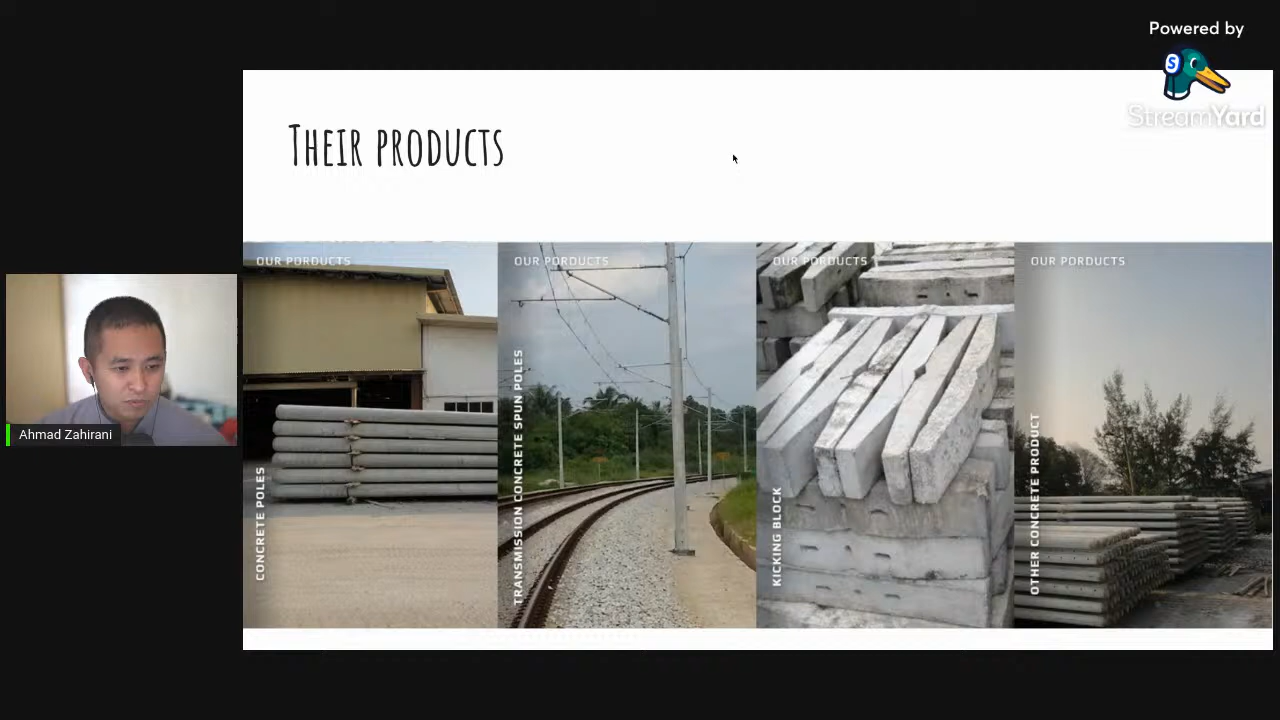 Powered by
StreamYard
THEIR PRODUCTS
OUR PORDUCTS
CONCRETE POLES
OUR PORDUCTS
TRANSMISSION CONCRETE SPUN POLES
OUR PORDUCTS
KICKING BLOCK
OUR PORDUCTS
OTHER CONCRETE PRODUCT
Ahmad Zahirani